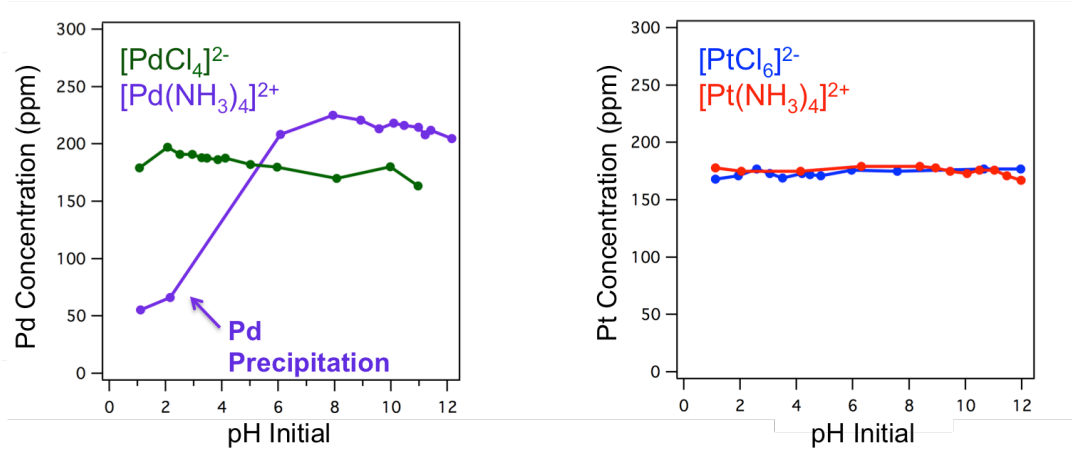 [PdCl₄]²⁻
[Pd(NH₃)₄]²⁺
Pd Concentration (ppm)
300
250
200
150
100
50
0
Pd
Precipitation
0 2 4 6 8 10 12
pH Initial
[PtCl₆]²⁻
[Pt(NH₃)₄]²⁺
Pt Concentration (ppm)
300
250
200
150
100
50
0
0 2 4 6 8 10 12
pH Initial